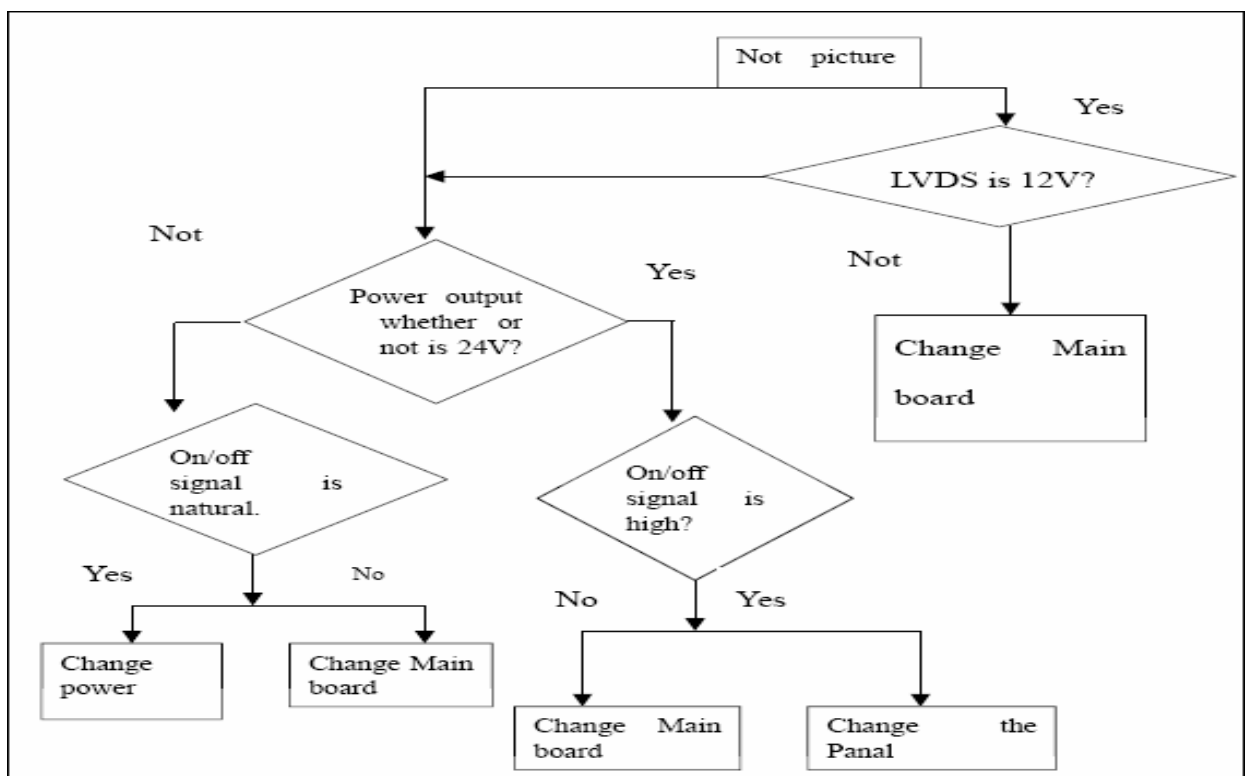 Not picture
Yes
LVDS is 12V?
Not
Yes
Not
Power output
whether or
not is 24V?
Change Main
board
On/off
signal is
natural.
On/off
signal is
high?
Yes
No
No
Yes
Change
power
Change Main
board
Change Main
board
Change the
Panal